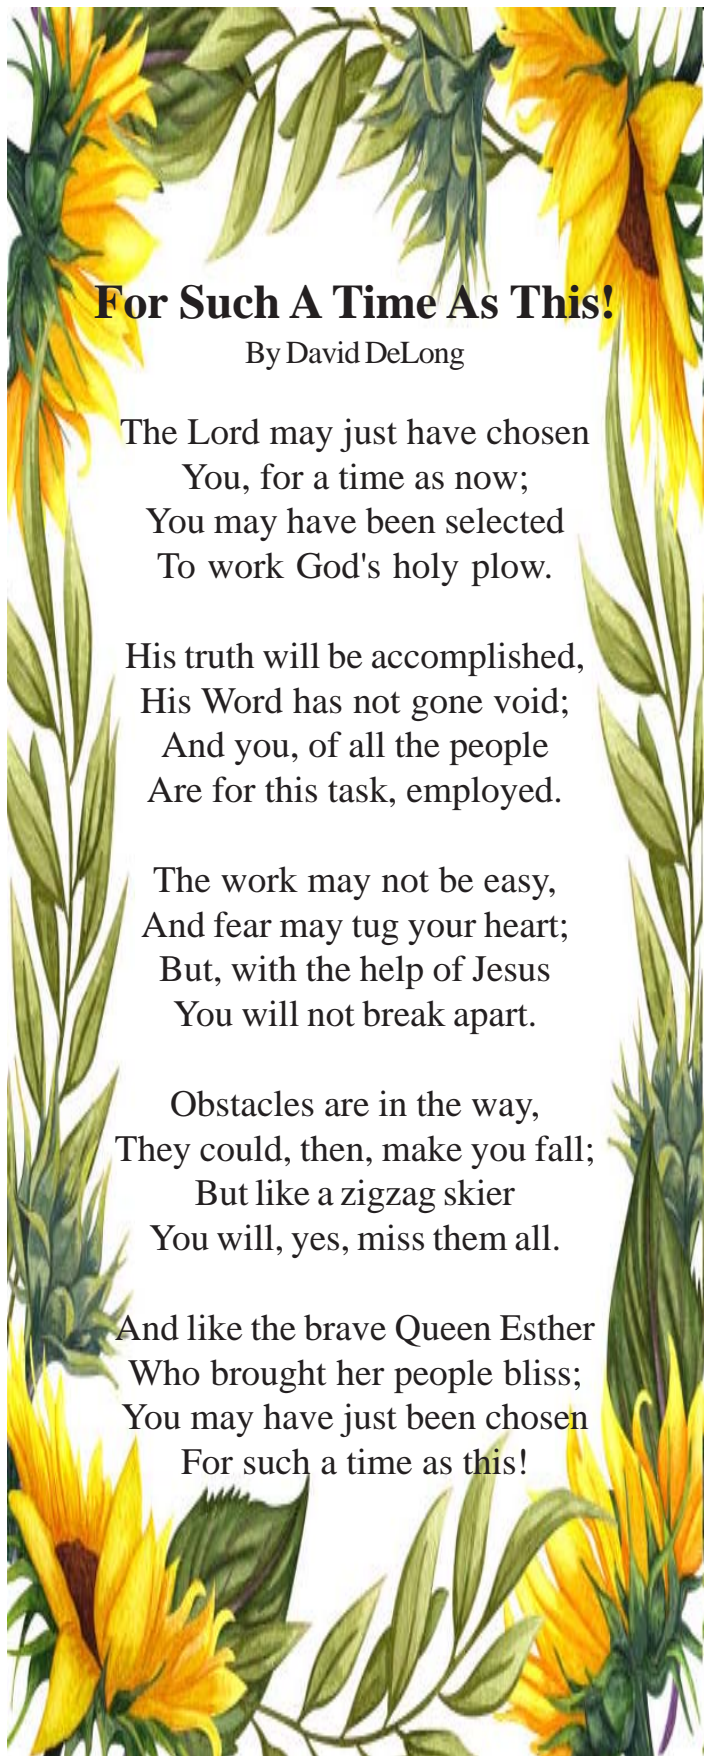 For Such A Time As This!
By David DeLong
The Lord may just have chosen
You, for a time as now;
You may have been selected
To work God's holy plow.
His truth will be accomplished,
His Word has not gone void;
And you, of all the people
Are for this task, employed.
The work may not be easy,
And fear may tug your heart;
But, with the help of Jesus
You will not break apart.
Obstacles are in the way,
They could, then, make you fall;
But like a zigzag skier
You will, yes, miss them all.
And like the brave Queen Esther
Who brought her people bliss;
You may have just been chosen
For such a time as this!